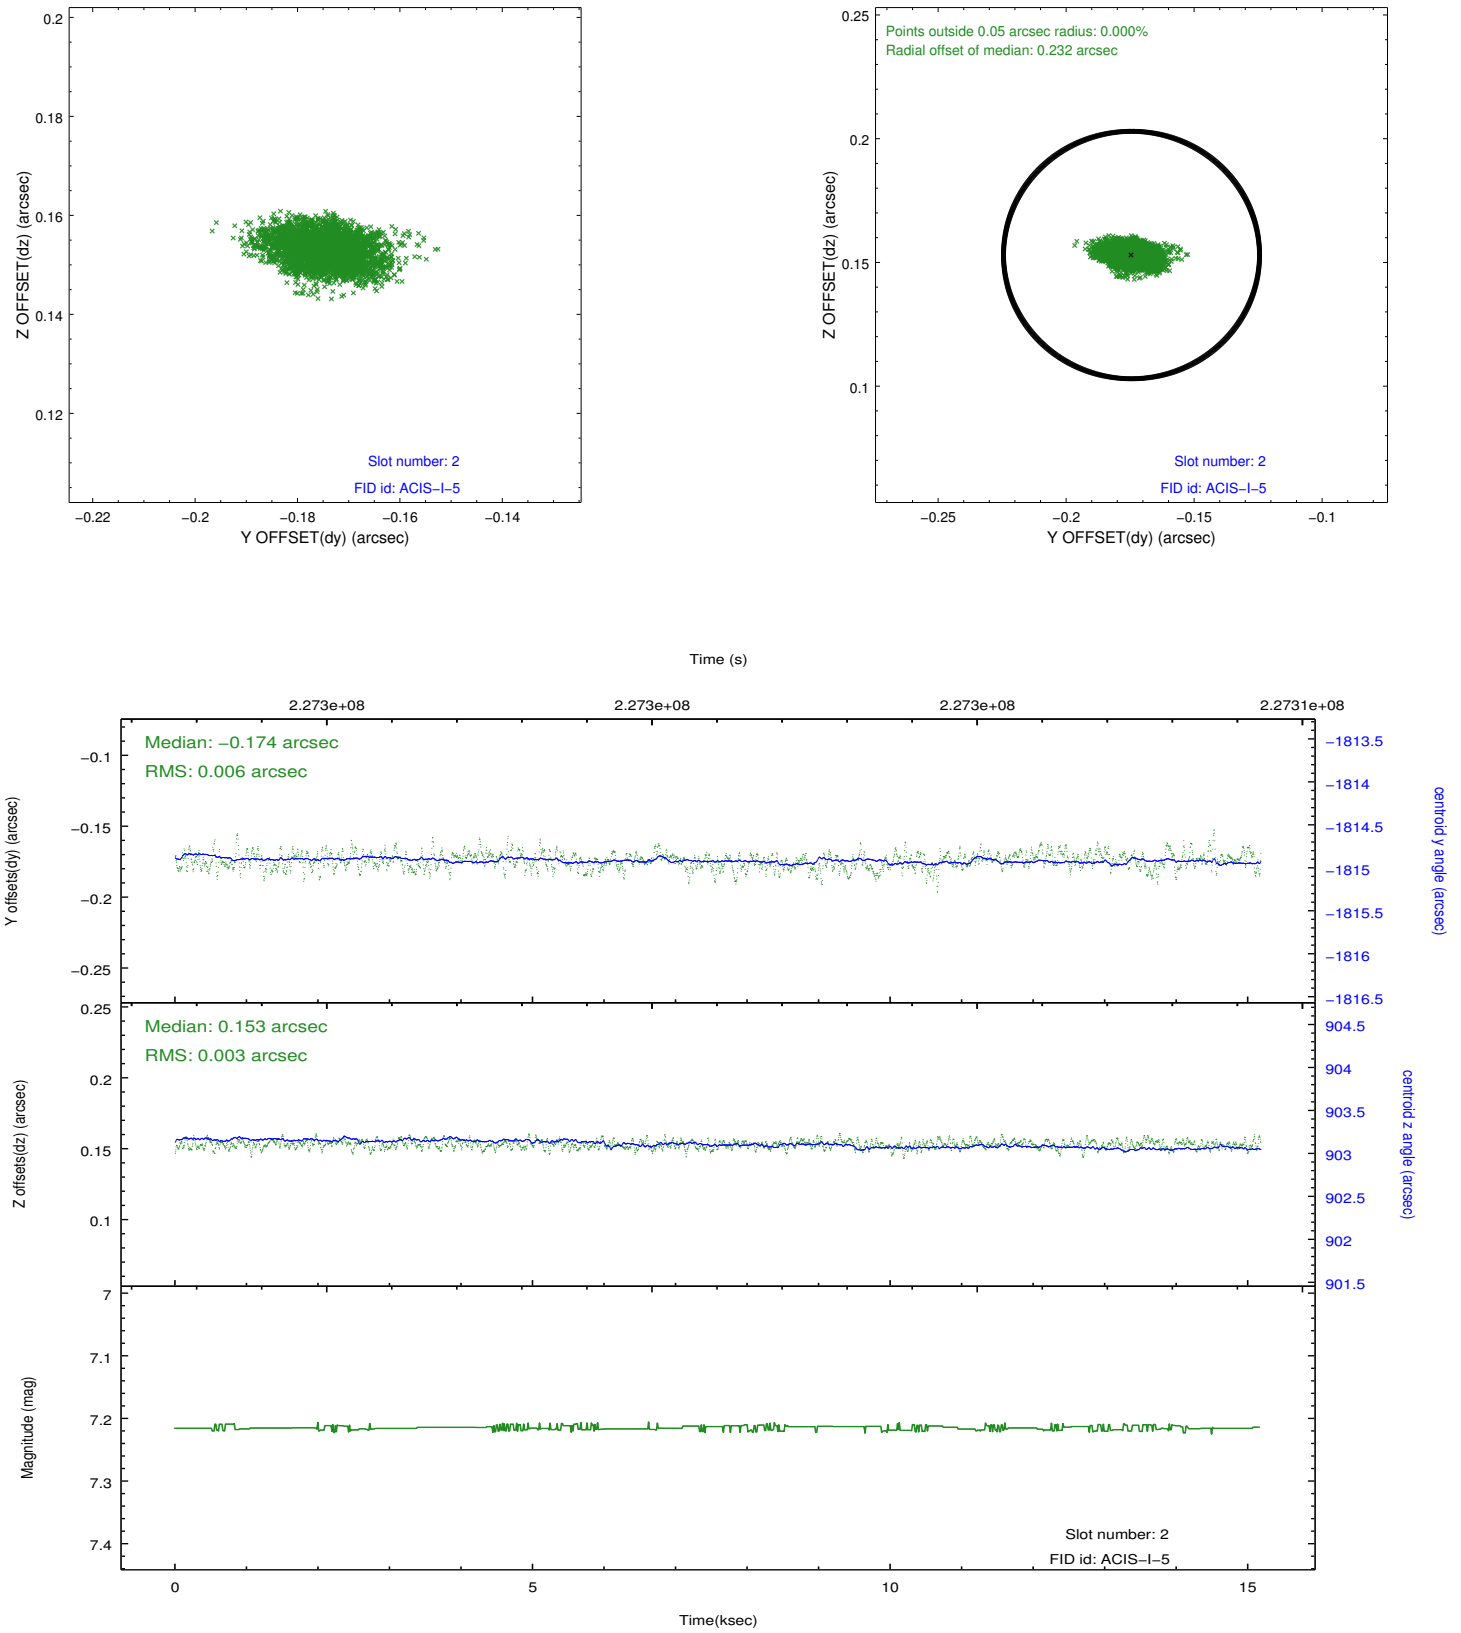 0.2
0.18
0.16
0.14
0.12
Z OFFSET(dz) (arcsec)
Slot number: 2
FID id: ACIS−I−5
−0.22
−0.2
−0.18
−0.16
−0.14
Y OFFSET(dy) (arcsec)
0.25
0.2
0.15
0.1
Z OFFSET(dz) (arcsec)
Points outside 0.05 arcsec radius: 0.000%
Radial offset of median: 0.232 arcsec
Slot number: 2
FID id: ACIS−I−5
−0.25
−0.2
−0.15
−0.1
Y OFFSET(dy) (arcsec)
Time (s)
2.273e+08
2.273e+08
2.273e+08
2.2731e+08
Median: −0.174 arcsec
RMS: 0.006 arcsec
−0.1
−0.15
−0.2
−0.25
Y offsets(dy) (arcsec)
−1813.5
−1814
−1814.5
−1815
−1815.5
−1816
−1816.5
centroid y angle (arcsec)
Median: 0.153 arcsec
RMS: 0.003 arcsec
0.25
0.2
0.15
0.1
Z offsets(dz) (arcsec)
904.5
904
903.5
903
902.5
902
901.5
centroid z angle (arcsec)
7
7.1
7.2
7.3
7.4
Magnitude (mag)
Slot number: 2
FID id: ACIS−I−5
0
5
10
15
Time(ksec)